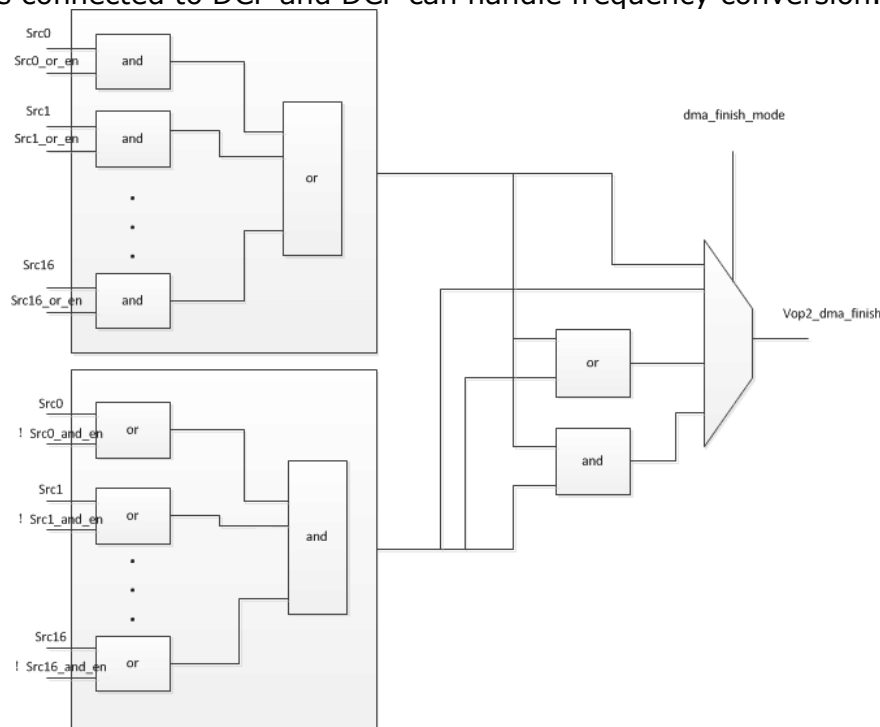 s connected to DCF and DCF can handle frequency conversion.
Src0
Src0_or_en
and
Src1
Src1_or_en
and
or
Src16
Src16_or_en
and
dma_finish_mode
Vop2_dma_finish
or
and
Src0
! Src0_and_en
or
Src1
! Src1_and_en
or
and
Src16
! Src16_and_en
or